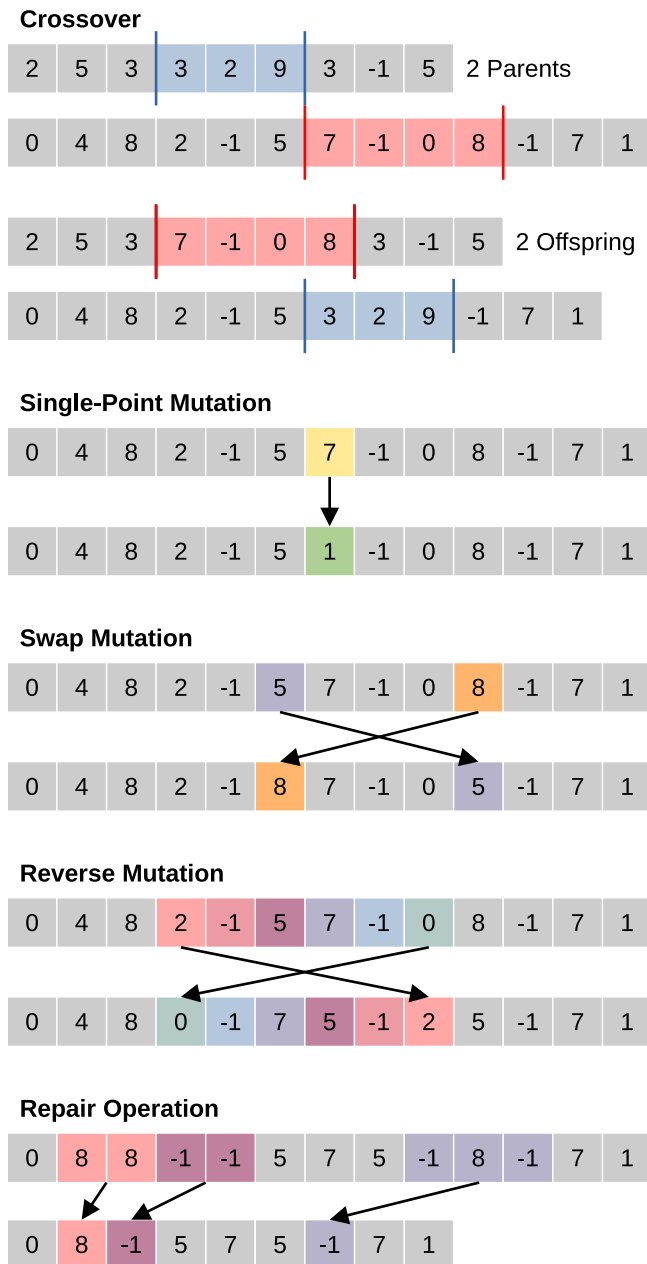 Crossover
2 5 3 3 2 9 3 -1 5 2 Parents
0 4 8 2 -1 5 7 -1 0 8 -1 7 1
2 5 3 7 -1 0 8 3 -1 5 2 Offspring
0 4 8 2 -1 5 3 2 9 -1 7 1
Single-Point Mutation
0 4 8 2 -1 5 7 -1 0 8 -1 7 1
0 4 8 2 -1 5 1 -1 0 8 -1 7 1
Swap Mutation
0 4 8 2 -1 5 7 -1 0 8 -1 7 1
0 4 8 2 -1 8 7 -1 0 5 -1 7 1
Reverse Mutation
0 4 8 2 -1 5 7 -1 0 8 -1 7 1
0 4 8 0 -1 7 5 -1 2 5 -1 7 1
Repair Operation
0 8 8 -1 -1 5 7 5 -1 8 -1 7 1
0 8 -1 5 7 5 -1 7 1